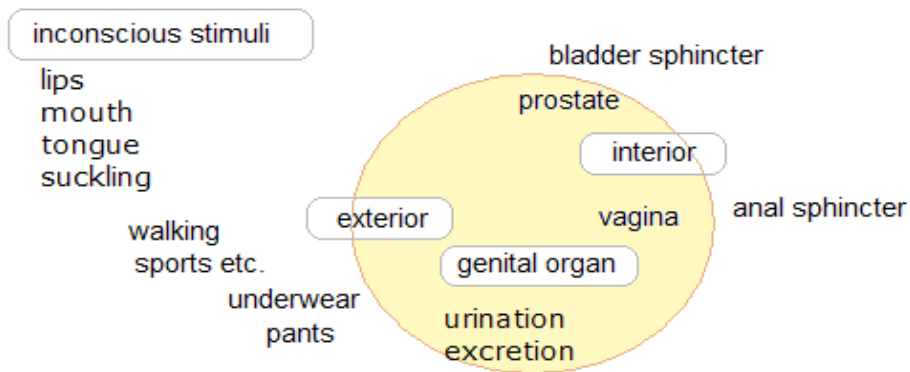 inconscious stimuli
lips
mouth
tongue
suckling
bladder sphincter
prostate
interior
exterior
vagina
anal sphincter
walking
sports etc.
genital organ
underwear
pants
urination
excretion